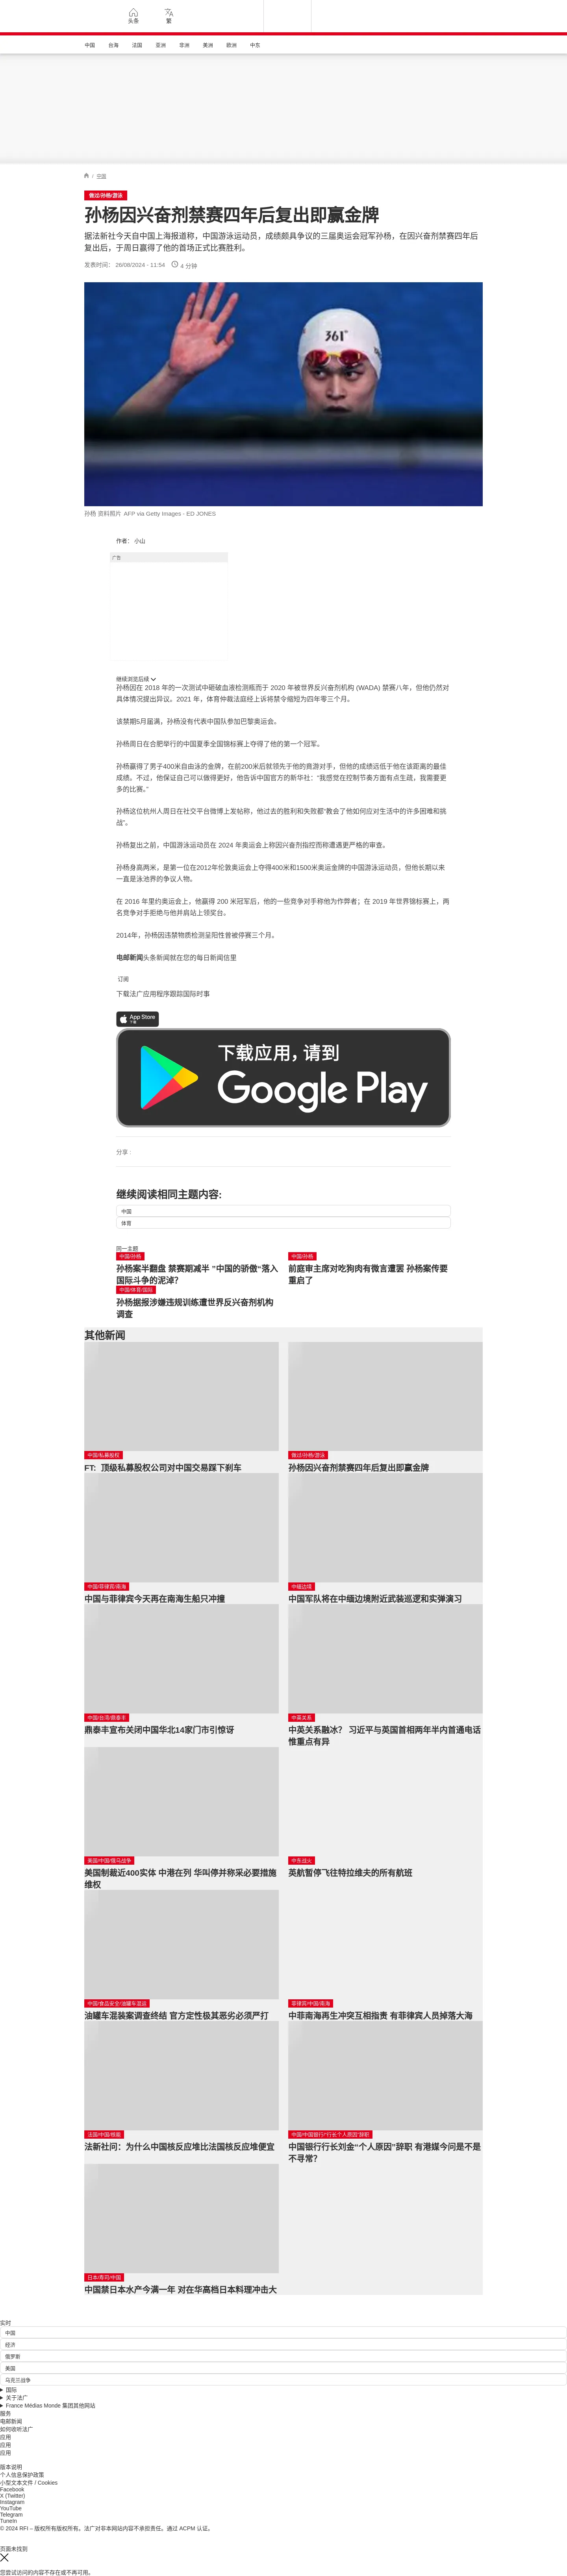 头条
繁
中国
台海
法国
亚洲
非洲
美洲
欧洲
中东
/ 中国
微泣/孙杨/游泳
孙杨因兴奋剂禁赛四年后复出即赢金牌
据法新社今天自中国上海报道称，中国游泳运动员，成绩颇具争议的三届奥运会冠军孙杨，在因兴奋剂禁赛四年后
复出后，于周日赢得了他的首场正式比赛胜利。
发表时间： 26/08/2024 - 11:54
4 分钟
361°
孙杨 资料照片 AFP via Getty Images - ED JONES
作者： 小山
广告
继续浏览后续
孙杨因在 2018 年的一次测试中砸破血液检测瓶而于 2020 年被世界反兴奋剂机构 (WADA) 禁赛八年，但他仍然对
具体情况提出异议。2021 年，体育仲裁法庭经上诉将禁令缩短为四年零三个月。
该禁期5月届满，孙杨没有代表中国队参加巴黎奥运会。
孙杨周日在合肥举行的中国夏季全国锦标赛上夺得了他的第一个冠军。
孙杨赢得了男子400米自由泳的金牌，在前200米后就领先于他的竞游对手，但他的成绩远低于他在该距离的最佳
成绩。不过，他保证自己可以做得更好，他告诉中国官方的新华社：“我感觉在控制节奏方面有点生疏，我需要更
多的比赛。”
孙杨这位杭州人周日在社交平台微博上发帖称，他过去的胜利和失败都“教会了他如何应对生活中的许多困难和挑
战”。
孙杨复出之前，中国游泳运动员在 2024 年奥运会上称因兴奋剂指控而称遭遇更严格的审查。
孙杨身高两米，是第一位在2012年伦敦奥运会上夺得400米和1500米奥运金牌的中国游泳运动员，但他长期以来
一直是泳池界的争议人物。
在 2016 年里约奥运会上，他赢得 200 米冠军后，他的一些竞争对手称他为作弊者；在 2019 年世界锦标赛上，两
名竞争对手拒绝与他并肩站上领奖台。
2014年，孙杨因违禁物质检测呈阳性曾被停赛三个月。
电邮新闻头条新闻就在您的每日新闻信里
订阅
下载法广应用程序跟踪国际时事
App Store
下载
下载应用，请到
Google Play
分享 :
继续阅读相同主题内容:
中国
体育
同一主题
中国/孙杨
孙杨案半翻盘 禁赛期减半 "中国的骄傲"落入
国际斗争的泥淖？
中国/孙杨
前庭审主席对吃狗肉有微言遭罢 孙杨案传要
重启了
中国/体育/国际
孙杨据报涉嫌违规训练遭世界反兴奋剂机构
调查
其他新闻
中国/私募股权
FT：顶级私募股权公司对中国交易踩下刹车
微泣/孙杨/游泳
孙杨因兴奋剂禁赛四年后复出即赢金牌
中国/菲律宾/南海
中国与菲律宾今天再在南海生船只冲撞
中缅边境
中国军队将在中缅边境附近武装巡逻和实弹演习
中国/台湾/鼎泰丰
鼎泰丰宣布关闭中国华北14家门市引惊讶
中英关系
中英关系融冰？ 习近平与英国首相两年半内首通电话
惟重点有异
美国/中国/俄乌战争
美国制裁近400实体 中港在列 华叫停并称采必要措施
维权
中东战火
英航暂停飞往特拉维夫的所有航班
中国/食品安全/油罐车混运
油罐车混装案调查终结 官方定性极其恶劣必须严打
菲律宾/中国/南海
中菲南海再生冲突互相指责 有菲律宾人员掉落大海
法国/中国/核能
法新社问：为什么中国核反应堆比法国核反应堆便宜
中国/中国银行/“行长个人原因”辞职
中国银行行长刘金“个人原因”辞职 有港媒今问是不是
不寻常？
日本/寿司/中国
中国禁日本水产今满一年 对在华高档日本料理冲击大
实时
中国
经济
俄罗斯
美国
乌克兰战争
国际
关于法广
France Médias Monde 集团其他网站
服务
电邮新闻
如何收听法广
应用
应用
应用
版本说明
个人信息保护政策
小型文本文件 / Cookies
Facebook
X (Twitter)
Instagram
YouTube
Telegram
TuneIn
© 2024 RFI – 版权所有版权所有。法广对非本网站内容不承担责任。通过 ACPM 认证。
页面未找到
您尝试访问的内容不存在或不再可用。